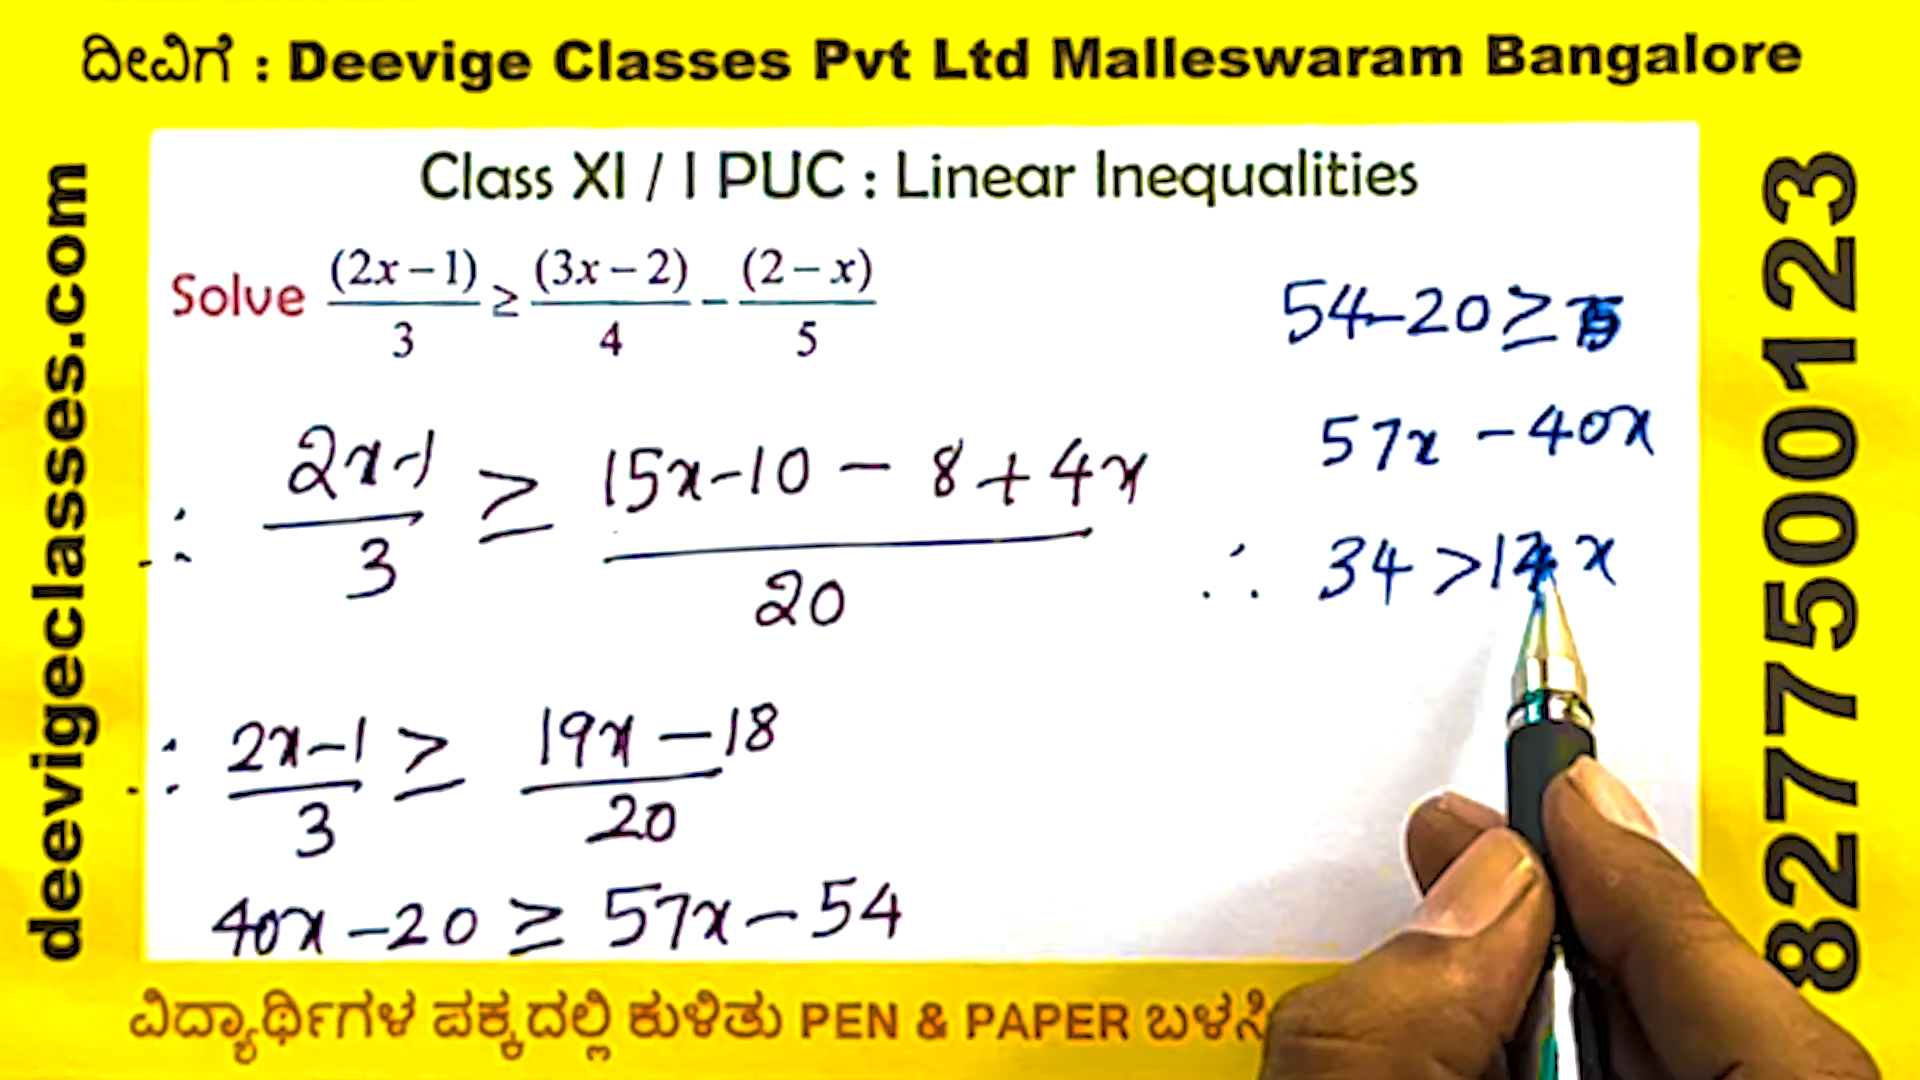 ದೀವಿಗೆ : Deevige Classes Pvt Ltd Malleswaram Bangalore
deevigeclasses.com
Class XI / I PUC : Linear Inequalities
Solve (2x-1)/3 ≥ (3x-2)/4 - (2-x)/5
∴ (2x-1)/3 ≥ (15x-10-8+4x)/20
∴ (2x-1)/3 ≥ (19x-18)/20
40x-20 ≥ 57x-54
54-20 ≥
57x-40x
∴ 34 > x
8277500123
ವಿದ್ಯಾರ್ಥಿಗಳ ಪಕ್ಕದಲ್ಲಿ ಕುಳಿತು PEN & PAPER